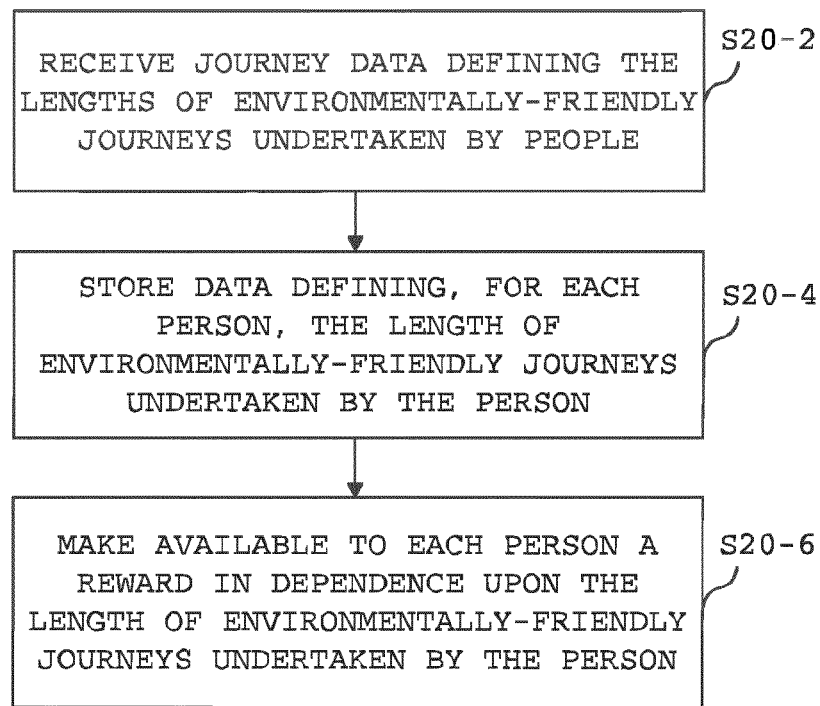 RECEIVE JOURNEY DATA DEFINING THE
LENGTHS OF ENVIRONMENTALLY-FRIENDLY
JOURNEYS UNDERTAKEN BY PEOPLE
S20-2
STORE DATA DEFINING, FOR EACH
PERSON, THE LENGTH OF
ENVIRONMENTALLY-FRIENDLY JOURNEYS
UNDERTAKEN BY THE PERSON
S20-4
MAKE AVAILABLE TO EACH PERSON A
REWARD IN DEPENDENCE UPON THE
LENGTH OF ENVIRONMENTALLY-FRIENDLY
JOURNEYS UNDERTAKEN BY THE PERSON
S20-6